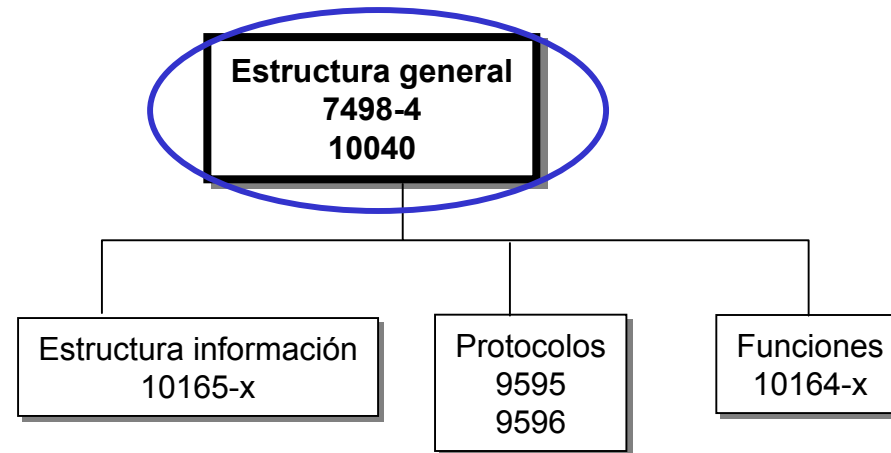 Estructura general
7498-4
10040
Estructura información
10165-x
Protocolos
9595
9596
Funciones
10164-x